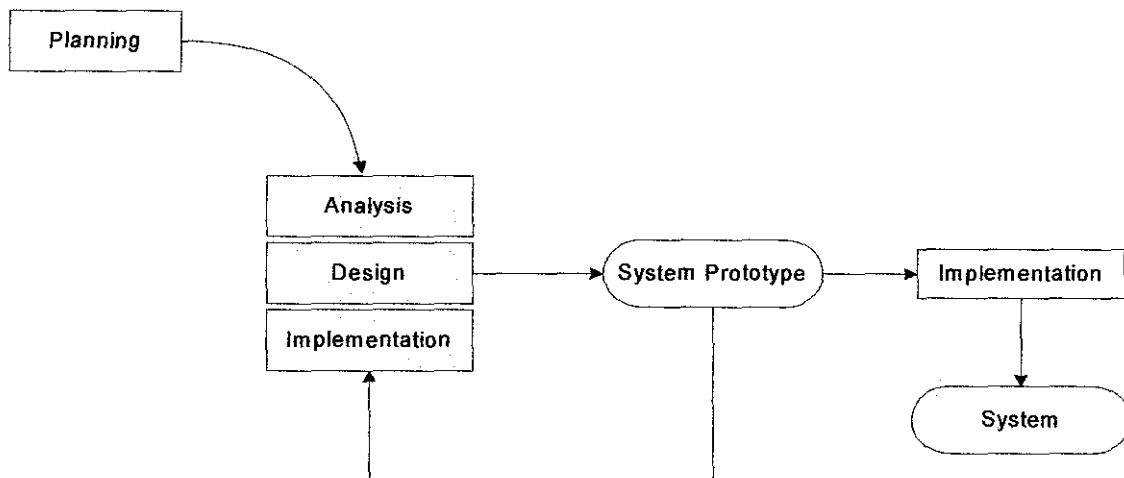 Planning
Analysis
Design
Implementation
System Prototype
Implementation
System